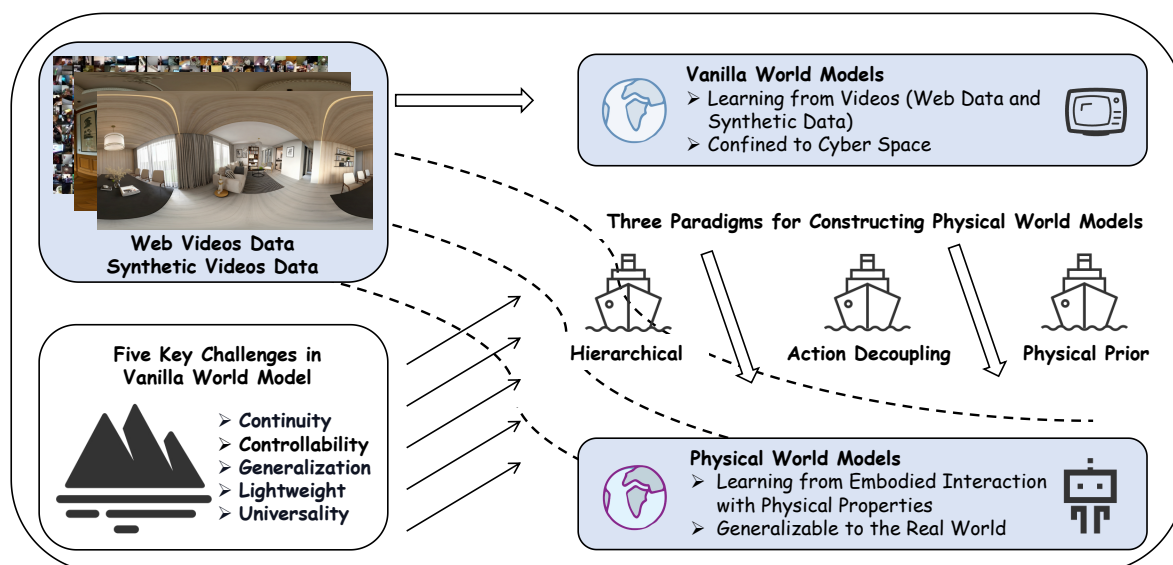 Web Videos Data
Synthetic Videos Data
Vanilla World Models
➢ Learning from Videos (Web Data and
Synthetic Data)
➢ Confined to Cyber Space
Three Paradigms for Constructing Physical World Models
Hierarchical
Action Decoupling
Physical Prior
Five Key Challenges in
Vanilla World Model
➢ Continuity
➢ Controllability
➢ Generalization
➢ Lightweight
➢ Universality
Physical World Models
➢ Learning from Embodied Interaction
with Physical Properties
➢ Generalizable to the Real World